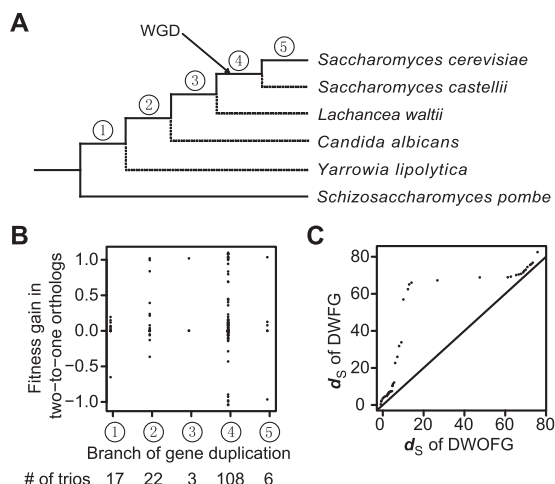 A
WGD
① ② ③ ④ ⑤
Saccharomyces cerevisiae
Saccharomyces castellii
Lachancea waltii
Candida albicans
Yarrowia lipolytica
Schizosaccharomyces pombe
B
Fitness gain in
two−to−one orthologs
1.0
0.5
0.0
−0.5
−1.0
① ② ③ ④ ⑤
Branch of gene duplication
# of trios 17 22 3 108 6
C
dS of DWFG
80
60
40
20
0
0 20 40 60 80
dS of DWOFG